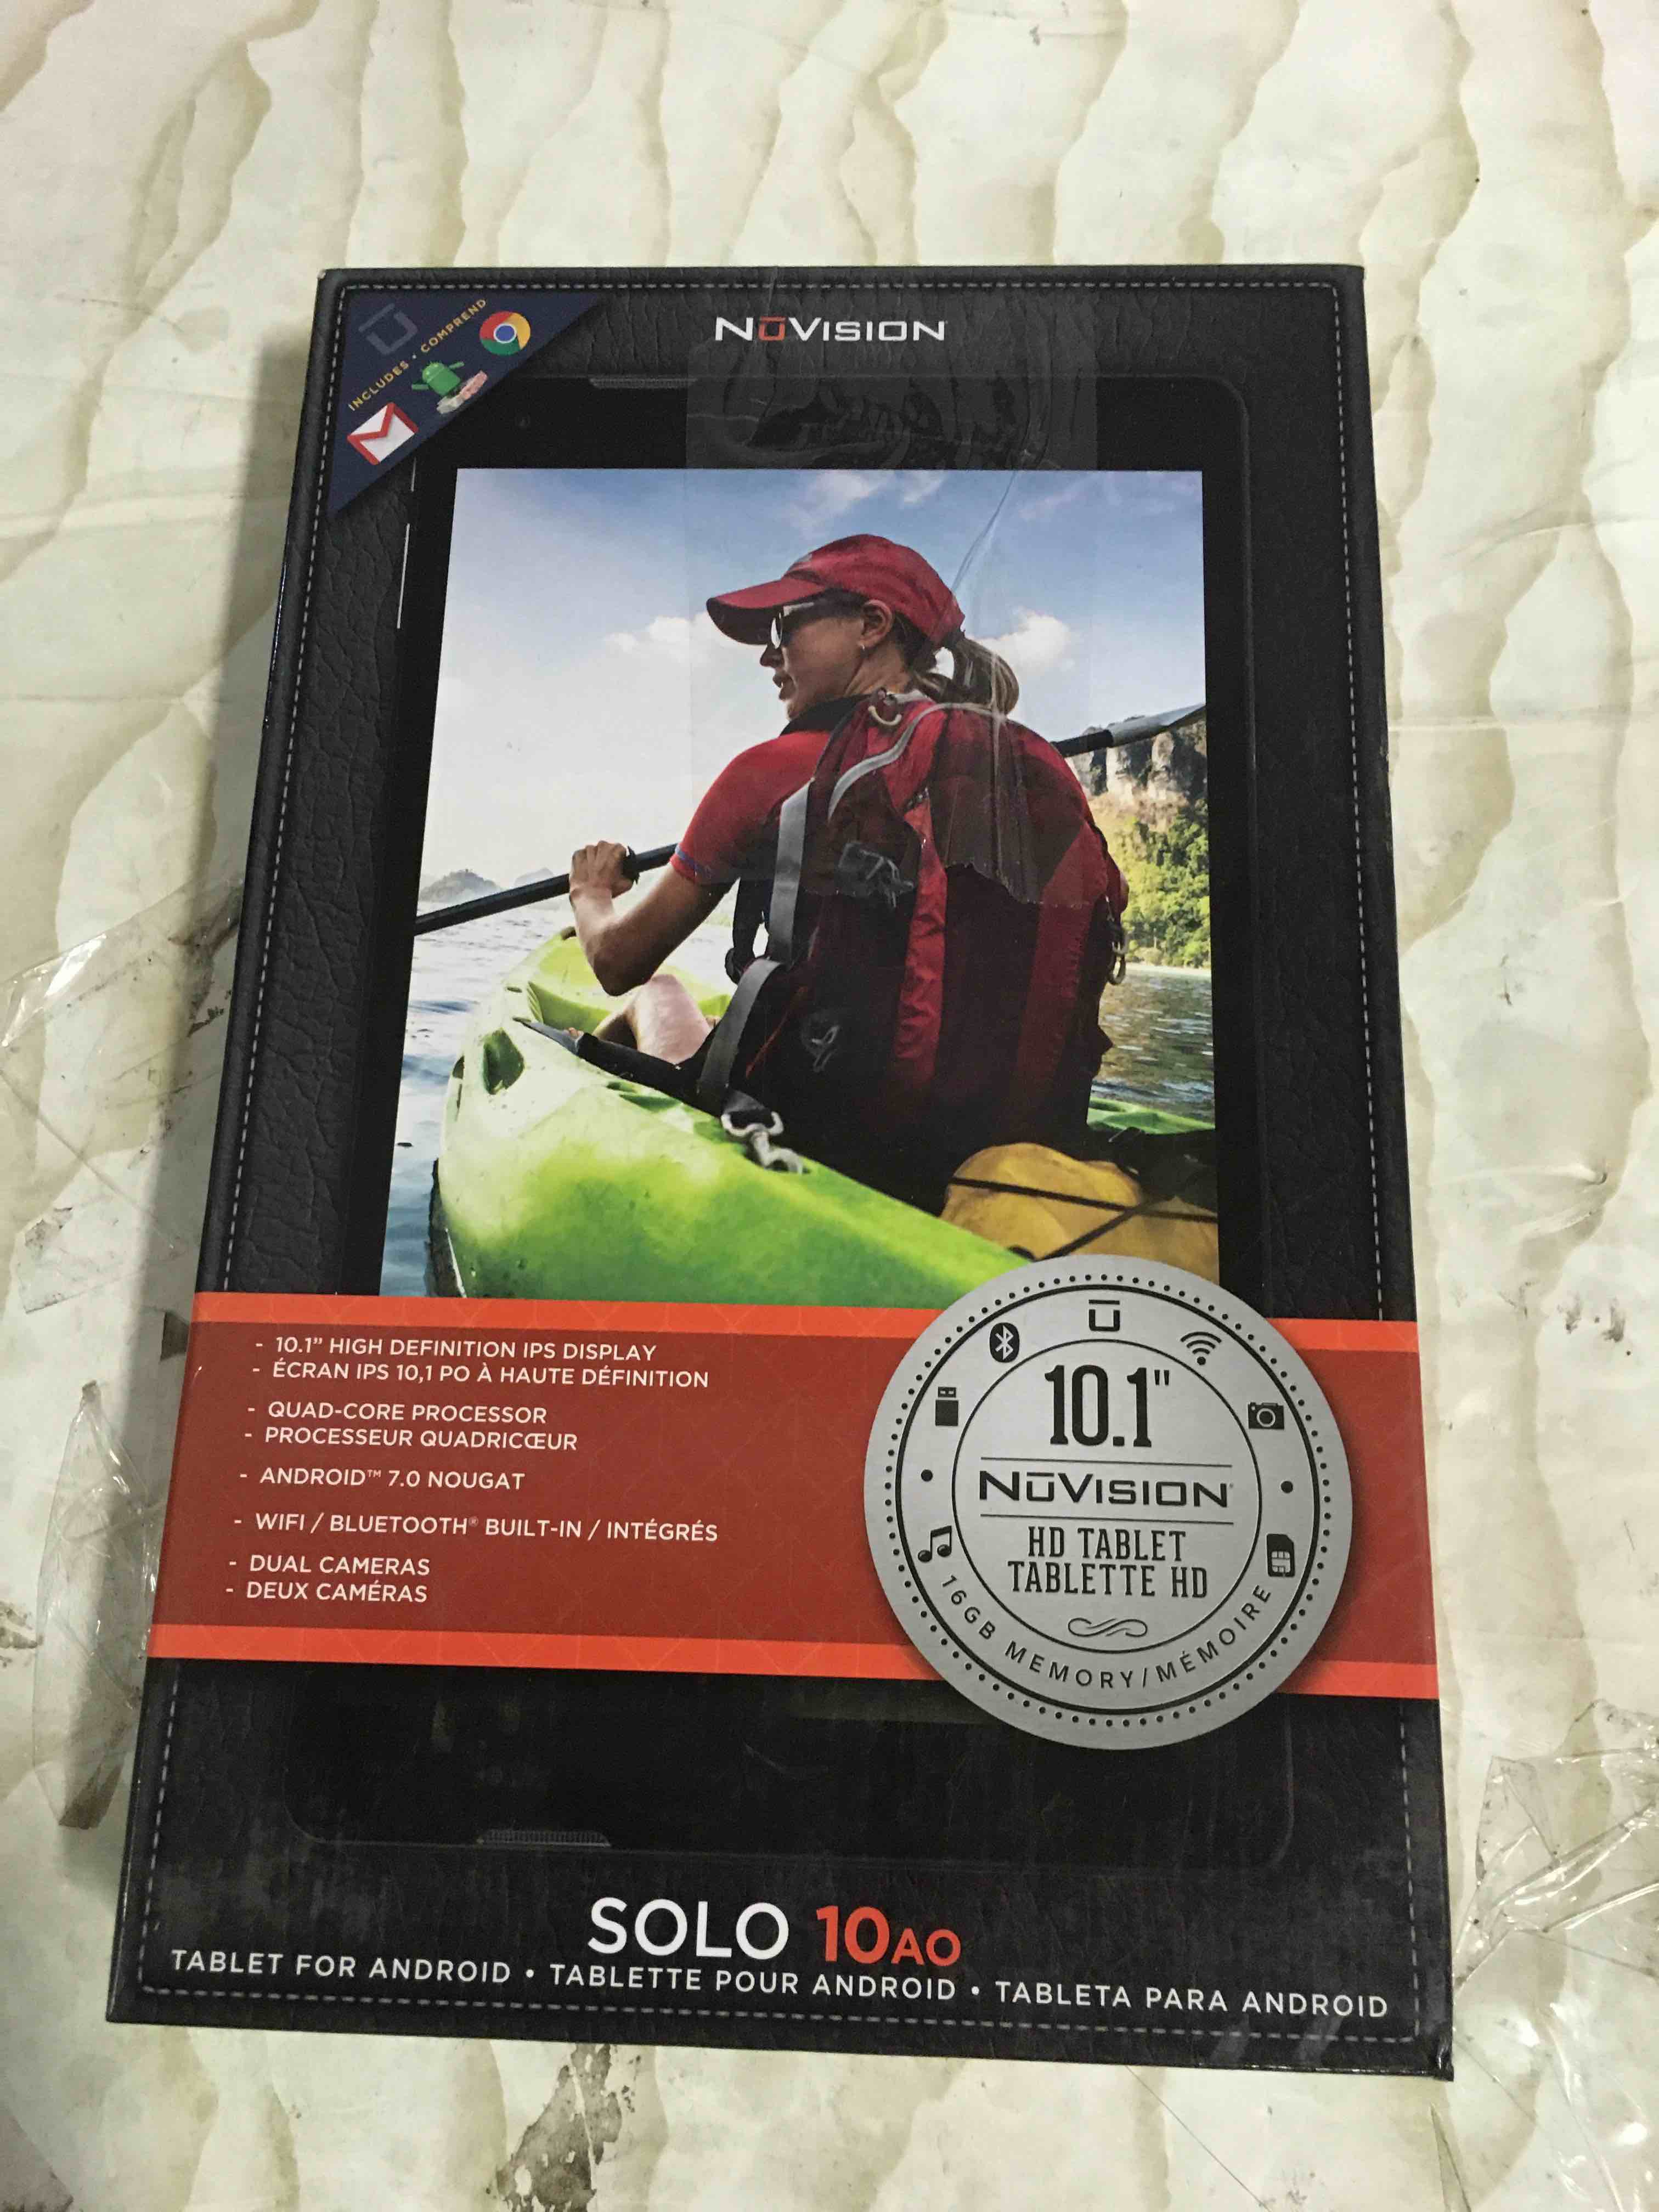 NūVISION
INCLUDES • COMPREND
- 10.1" HIGH DEFINITION IPS DISPLAY
- ÉCRAN IPS 10,1 PO À HAUTE DÉFINITION
- QUAD-CORE PROCESSOR
- PROCESSEUR QUADRICŒUR
- ANDROID™ 7.0 NOUGAT
- WIFI / BLUETOOTH® BUILT-IN / INTÉGRÉS
- DUAL CAMERAS
- DEUX CAMÉRAS
ū
10.1"
NūVISION®
HD TABLET
TABLETTE HD
16GB MEMORY/MÉMOIRE
SOLO 10AO
TABLET FOR ANDROID • TABLETTE POUR ANDROID • TABLETA PARA ANDROID